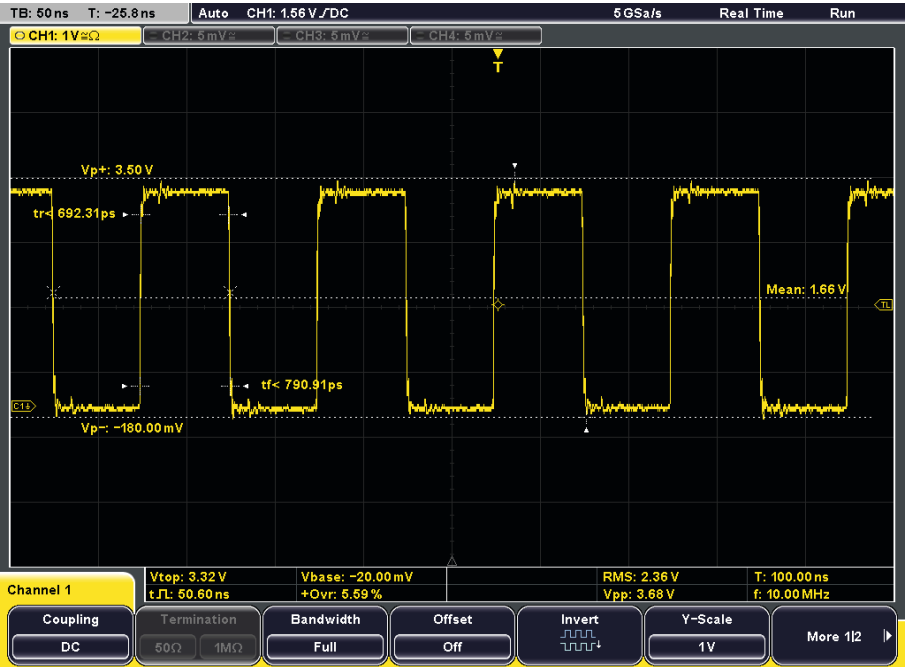 TB: 50 ns T: −25.8 ns Auto CH1: 1.56 V DC 5 GSa/s Real Time Run
CH1: 1 V≅Ω CH2: 5 mV≅ CH3: 5 mV≅ CH4: 5 mV≅
T
Vp+: 3.50 V
tr< 692.31ps
Mean: 1.66 V
TL
tf< 790.91ps
C1
Vp−: −180.00 mV
Vtop: 3.32 V Vbase: −20.00 mV RMS: 2.36 V T: 100.00 ns
Channel 1
t: 50.60 ns +Ovr: 5.59 % Vpp: 3.68 V f: 10.00 MHz
Coupling Termination Bandwidth Offset Invert Y−Scale
More 1|2
DC 50Ω 1MΩ Full Off 1 V